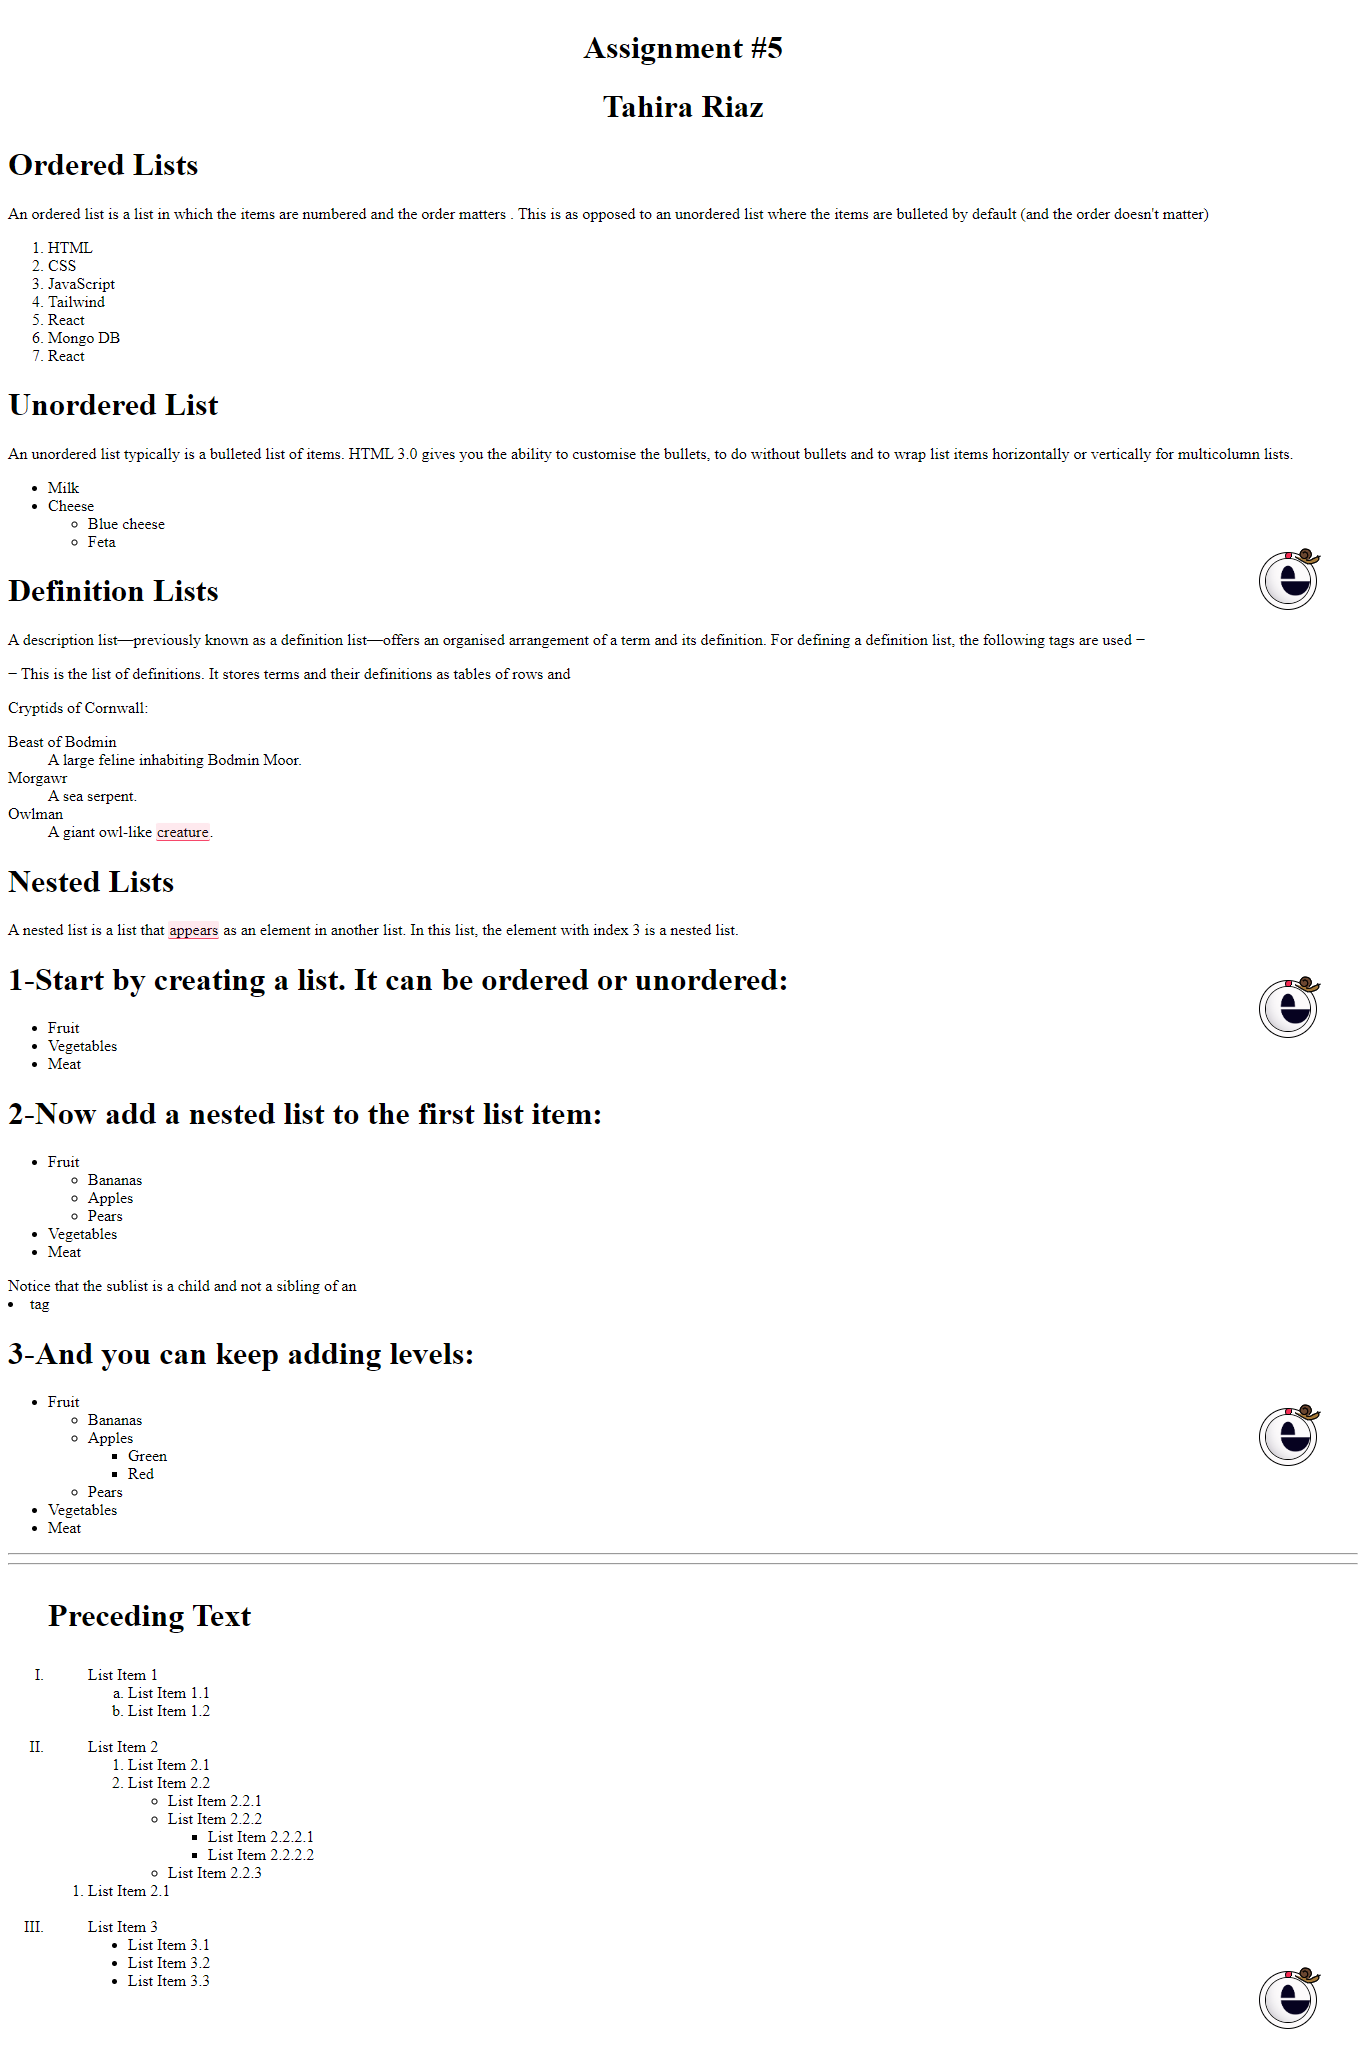 Assignment #5
Tahira Riaz
Ordered Lists
An ordered list is a list in which the items are numbered and the order matters . This is as opposed to an unordered list where the items are bulleted by default (and the order doesn't matter)
1. HTML
2. CSS
3. JavaScript
4. Tailwind
5. React
6. Mongo DB
7. React
Unordered List
An unordered list typically is a bulleted list of items. HTML 3.0 gives you the ability to customise the bullets, to do without bullets and to wrap list items horizontally or vertically for multicolumn lists.
• Milk
• Cheese
◦ Blue cheese
◦ Feta
Definition Lists
A description list—previously known as a definition list—offers an organised arrangement of a term and its definition. For defining a definition list, the following tags are used −
− This is the list of definitions. It stores terms and their definitions as tables of rows and
Cryptids of Cornwall:
Beast of Bodmin
A large feline inhabiting Bodmin Moor.
Morgawr
A sea serpent.
Owlman
A giant owl-like creature.
Nested Lists
A nested list is a list that appears as an element in another list. In this list, the element with index 3 is a nested list.
1-Start by creating a list. It can be ordered or unordered:
• Fruit
• Vegetables
• Meat
2-Now add a nested list to the first list item:
• Fruit
◦ Bananas
◦ Apples
◦ Pears
• Vegetables
• Meat
Notice that the sublist is a child and not a sibling of an
• tag
3-And you can keep adding levels:
• Fruit
◦ Bananas
◦ Apples
▪ Green
▪ Red
◦ Pears
• Vegetables
• Meat
Preceding Text
I. List Item 1
a. List Item 1.1
b. List Item 1.2
II. List Item 2
1. List Item 2.1
2. List Item 2.2
◦ List Item 2.2.1
◦ List Item 2.2.2
▪ List Item 2.2.2.1
▪ List Item 2.2.2.2
◦ List Item 2.2.3
1. List Item 2.1
III. List Item 3
• List Item 3.1
• List Item 3.2
• List Item 3.3